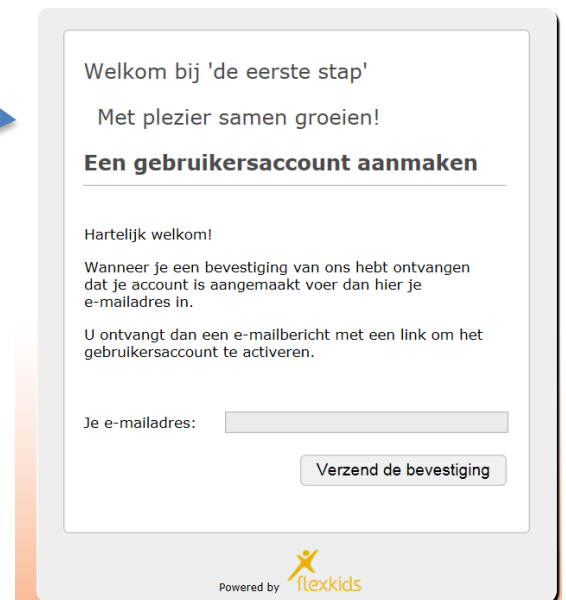 Welkom bij 'de eerste stap'
Met plezier samen groeien!
Een gebruikersaccount aanmaken
Hartelijk welkom!
Wanneer je een bevestiging van ons hebt ontvangen
dat je account is aangemaakt voer dan hier je
e-mailadres in.
U ontvangt dan een e-mailbericht met een link om het
gebruikersaccount te activeren.
Je e-mailadres:
Verzend de bevestiging
Powered by flexkids